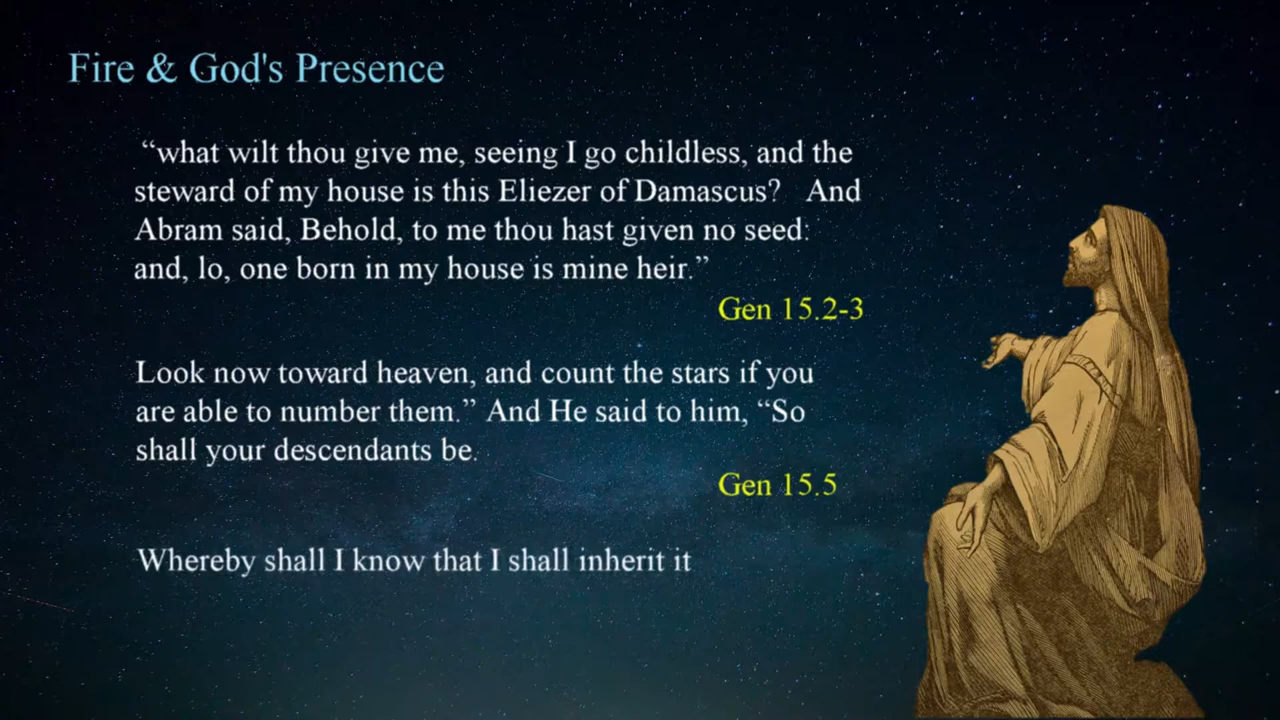 Fire & God's Presence
“what wilt thou give me, seeing I go childless, and the
steward of my house is this Eliezer of Damascus? And
Abram said, Behold, to me thou hast given no seed:
and, lo, one born in my house is mine heir.”
Gen 15.2-3
Look now toward heaven, and count the stars if you
are able to number them.” And He said to him, “So
shall your descendants be.
Gen 15.5
Whereby shall I know that I shall inherit it